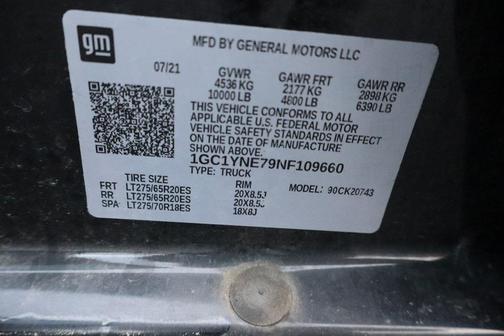 gm
MFD BY GENERAL MOTORS LLC
07/21
GVWR GAWR FRT GAWR RR
4536 KG 2177 KG 2898 KG
10000 LB 4800 LB 6390 LB
THIS VEHICLE CONFORMS TO ALL
APPLICABLE U.S. FEDERAL MOTOR
VEHICLE SAFETY STANDARDS IN EFFECT
ON THE DATE OF MANUFACTURE
SHOWN ABOVE.
1GC1YNE79NF109660
TYPE: TRUCK
TIRE SIZE RIM MODEL: 90CK20743
FRT LT275/65R20ES 20X8.5J
RR LT275/65R20ES 20X8.5J
SPA LT275/70R18ES 18X8J